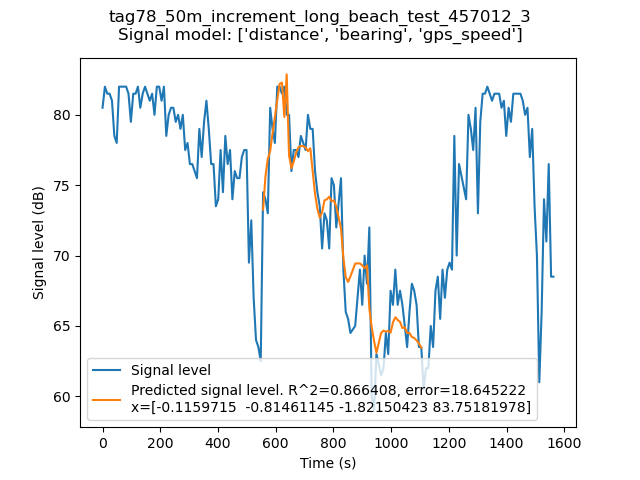 tag78_50m_increment_long_beach_test_457012_3
Signal model: ['distance', 'bearing', 'gps_speed']
80
75
70
65
60
Signal level (dB)
Signal level
Predicted signal level. R^2=0.866408, error=18.645222
x=[-0.1159715 -0.81461145 -1.82150423 83.75181978]
0 200 400 600 800 1000 1200 1400 1600
Time (s)